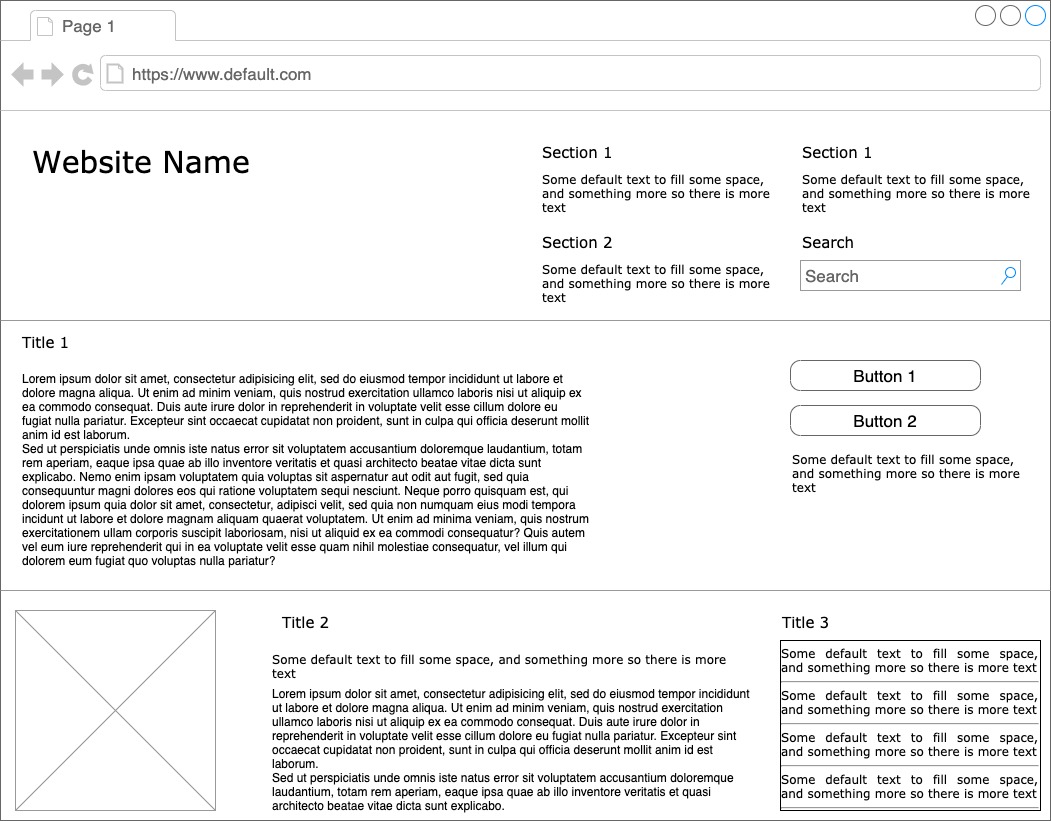 Page 1
https://www.default.com
Website Name
Section 1
Some default text to fill some space,
and something more so there is more
text
Section 2
Some default text to fill some space,
and something more so there is more
text
Section 1
Some default text to fill some space,
and something more so there is more
text
Search
Search
Title 1
Lorem ipsum dolor sit amet, consectetur adipisicing elit, sed do eiusmod tempor incididunt ut labore et
dolore magna aliqua. Ut enim ad minim veniam, quis nostrud exercitation ullamco laboris nisi ut aliquip ex
ea commodo consequat. Duis aute irure dolor in reprehenderit in voluptate velit esse cillum dolore eu
fugiat nulla pariatur. Excepteur sint occaecat cupidatat non proident, sunt in culpa qui officia deserunt mollit
anim id est laborum.
Sed ut perspiciatis unde omnis iste natus error sit voluptatem accusantium doloremque laudantium, totam
rem aperiam, eaque ipsa quae ab illo inventore veritatis et quasi architecto beatae vitae dicta sunt
explicabo. Nemo enim ipsam voluptatem quia voluptas sit aspernatur aut odit aut fugit, sed quia
consequuntur magni dolores eos qui ratione voluptatem sequi nesciunt. Neque porro quisquam est, qui
dolorem ipsum quia dolor sit amet, consectetur, adipisci velit, sed quia non numquam eius modi tempora
incidunt ut labore et dolore magnam aliquam quaerat voluptatem. Ut enim ad minima veniam, quis nostrum
exercitationem ullam corporis suscipit laboriosam, nisi ut aliquid ex ea commodi consequatur? Quis autem
vel eum iure reprehenderit qui in ea voluptate velit esse quam nihil molestiae consequatur, vel illum qui
dolorem eum fugiat quo voluptas nulla pariatur?
Button 1
Button 2
Some default text to fill some space,
and something more so there is more
text
Title 2
Some default text to fill some space, and something more so there is more
text
Lorem ipsum dolor sit amet, consectetur adipisicing elit, sed do eiusmod tempor incididunt
ut labore et dolore magna aliqua. Ut enim ad minim veniam, quis nostrud exercitation
ullamco laboris nisi ut aliquip ex ea commodo consequat. Duis aute irure dolor in
reprehenderit in voluptate velit esse cillum dolore eu fugiat nulla pariatur. Excepteur sint
occaecat cupidatat non proident, sunt in culpa qui officia deserunt mollit anim id est
laborum.
Sed ut perspiciatis unde omnis iste natus error sit voluptatem accusantium doloremque
laudantium, totam rem aperiam, eaque ipsa quae ab illo inventore veritatis et quasi
architecto beatae vitae dicta sunt explicabo.
Title 3
Some default text to fill some space,
and something more so there is more text
Some default text to fill some space,
and something more so there is more text
Some default text to fill some space,
and something more so there is more text
Some default text to fill some space,
and something more so there is more text